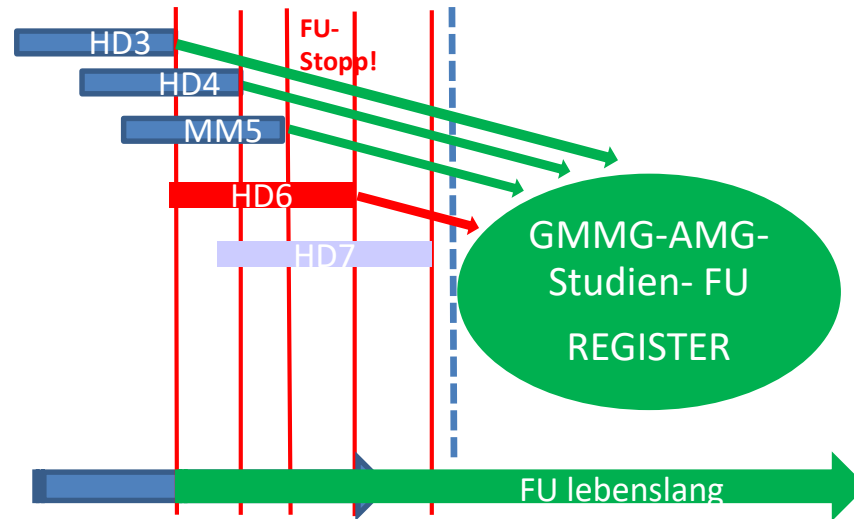 FU-
Stopp!
HD3
HD4
MM5
HD6
HD7
GMMG-AMG-
Studien- FU
REGISTER
FU lebenslang